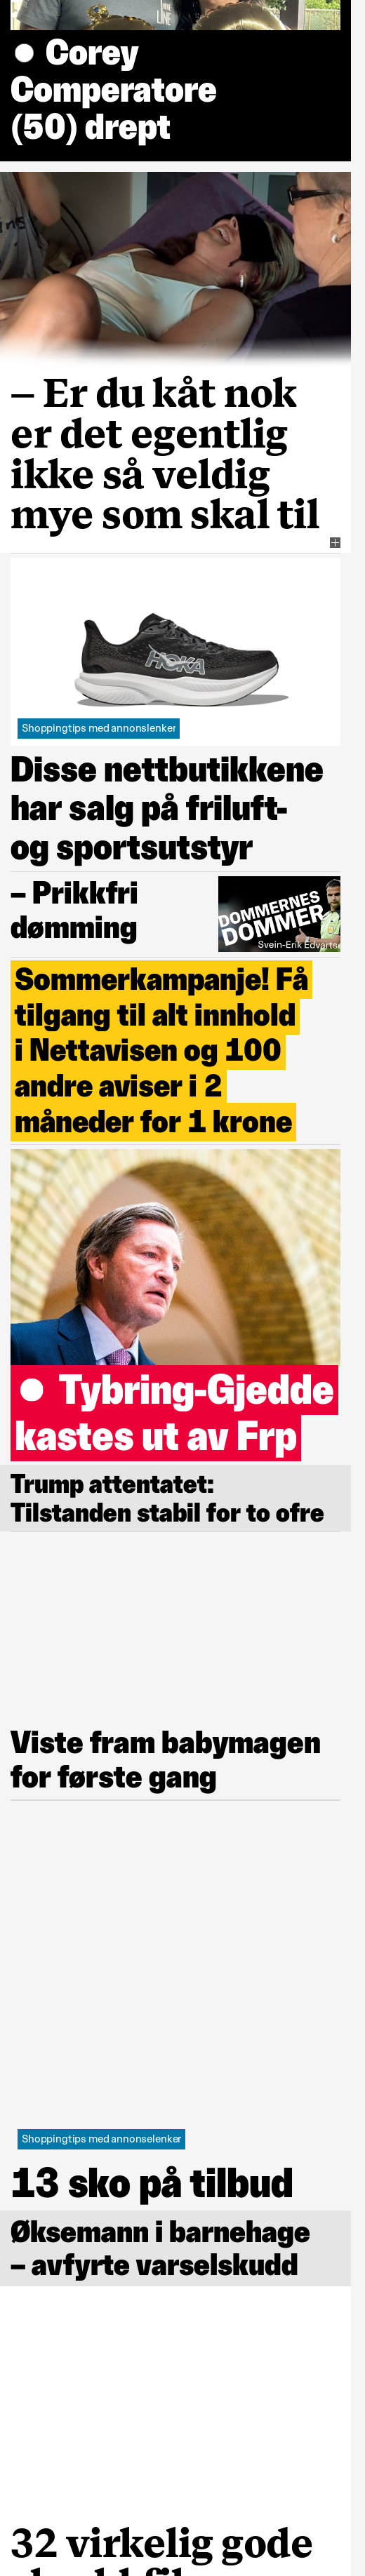 Corey
Comperatore
(50) drept
– Er du kåt nok
er det egentlig
ikke så veldig
mye som skal til
HOKA
Shoppingtips med annonslenker
Disse nettbutikkene
har salg på friluft-
og sportsutstyr
– Prikkfri
dømming
DOMMERNES
DOMMER
Svein-Erik Edvartse
Sommerkampanje! Få
tilgang til alt innhold
i Nettavisen og 100
andre aviser i 2
måneder for 1 krone
Tybring-Gjedde
kastes ut av Frp
Trump attentatet:
Tilstanden stabil for to ofre
Viste fram babymagen
for første gang
Shoppingtips med annonselenker
13 sko på tilbud
Øksemann i barnehage
– avfyrte varselskudd
32 virkelig gode